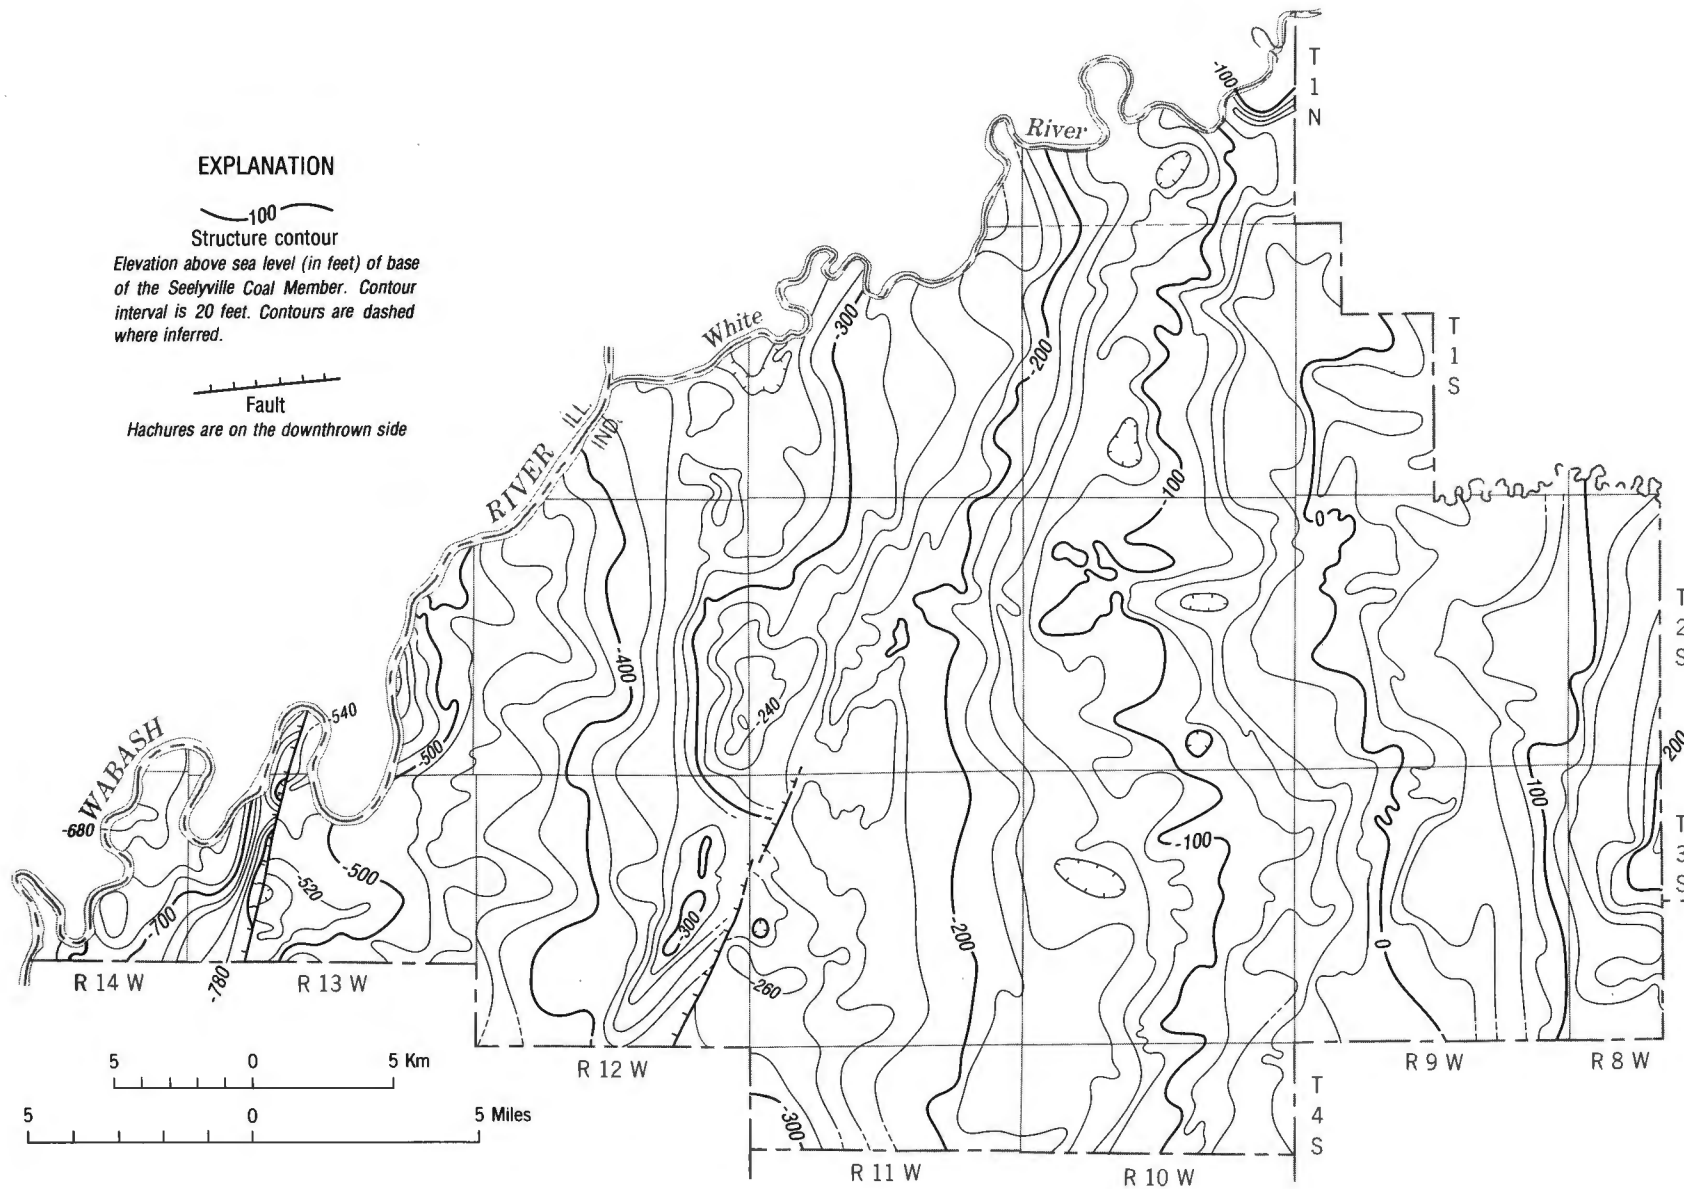 EXPLANATION
100
Structure contour
Elevation above sea level (in feet) of base
of the Seelyville Coal Member. Contour
interval is 20 feet. Contours are dashed
where inferred.
Fault
Hachures are on the downthrown side
WABASH
RIVER
ILL.
IND.
White
River
-100
T
1
N
-300
-200
T
1
S
-100
0
T
2
S
-400
-240
-540
-500
200
-680
100
T
3
S
-500
-100
-520
-700
-300
-200
0
-780
-260
R 14 W
R 13 W
R 12 W
R 9 W
R 8 W
5 0 5 Km
5 0 5 Miles
-300
T
4
S
R 11 W
R 10 W